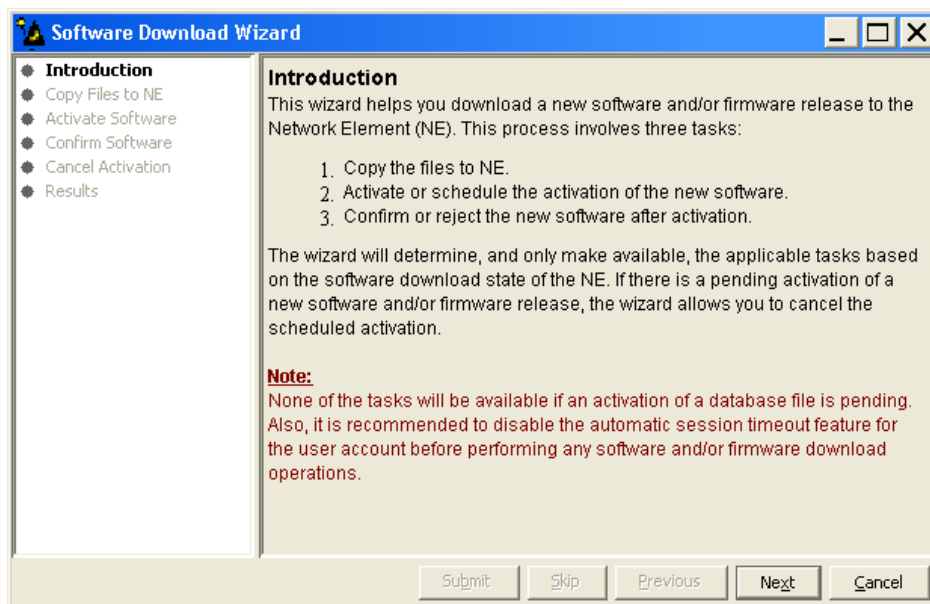 Software Download Wizard
Introduction
Copy Files to NE
Activate Software
Confirm Software
Cancel Activation
Results
Introduction
This wizard helps you download a new software and/or firmware release to the
Network Element (NE). This process involves three tasks:
1. Copy the files to NE.
2. Activate or schedule the activation of the new software.
3. Confirm or reject the new software after activation.
The wizard will determine, and only make available, the applicable tasks based
on the software download state of the NE. If there is a pending activation of a
new software and/or firmware release, the wizard allows you to cancel the
scheduled activation.
Note:
None of the tasks will be available if an activation of a database file is pending.
Also, it is recommended to disable the automatic session timeout feature for
the user account before performing any software and/or firmware download
operations.
Submit Skip Previous Next Cancel